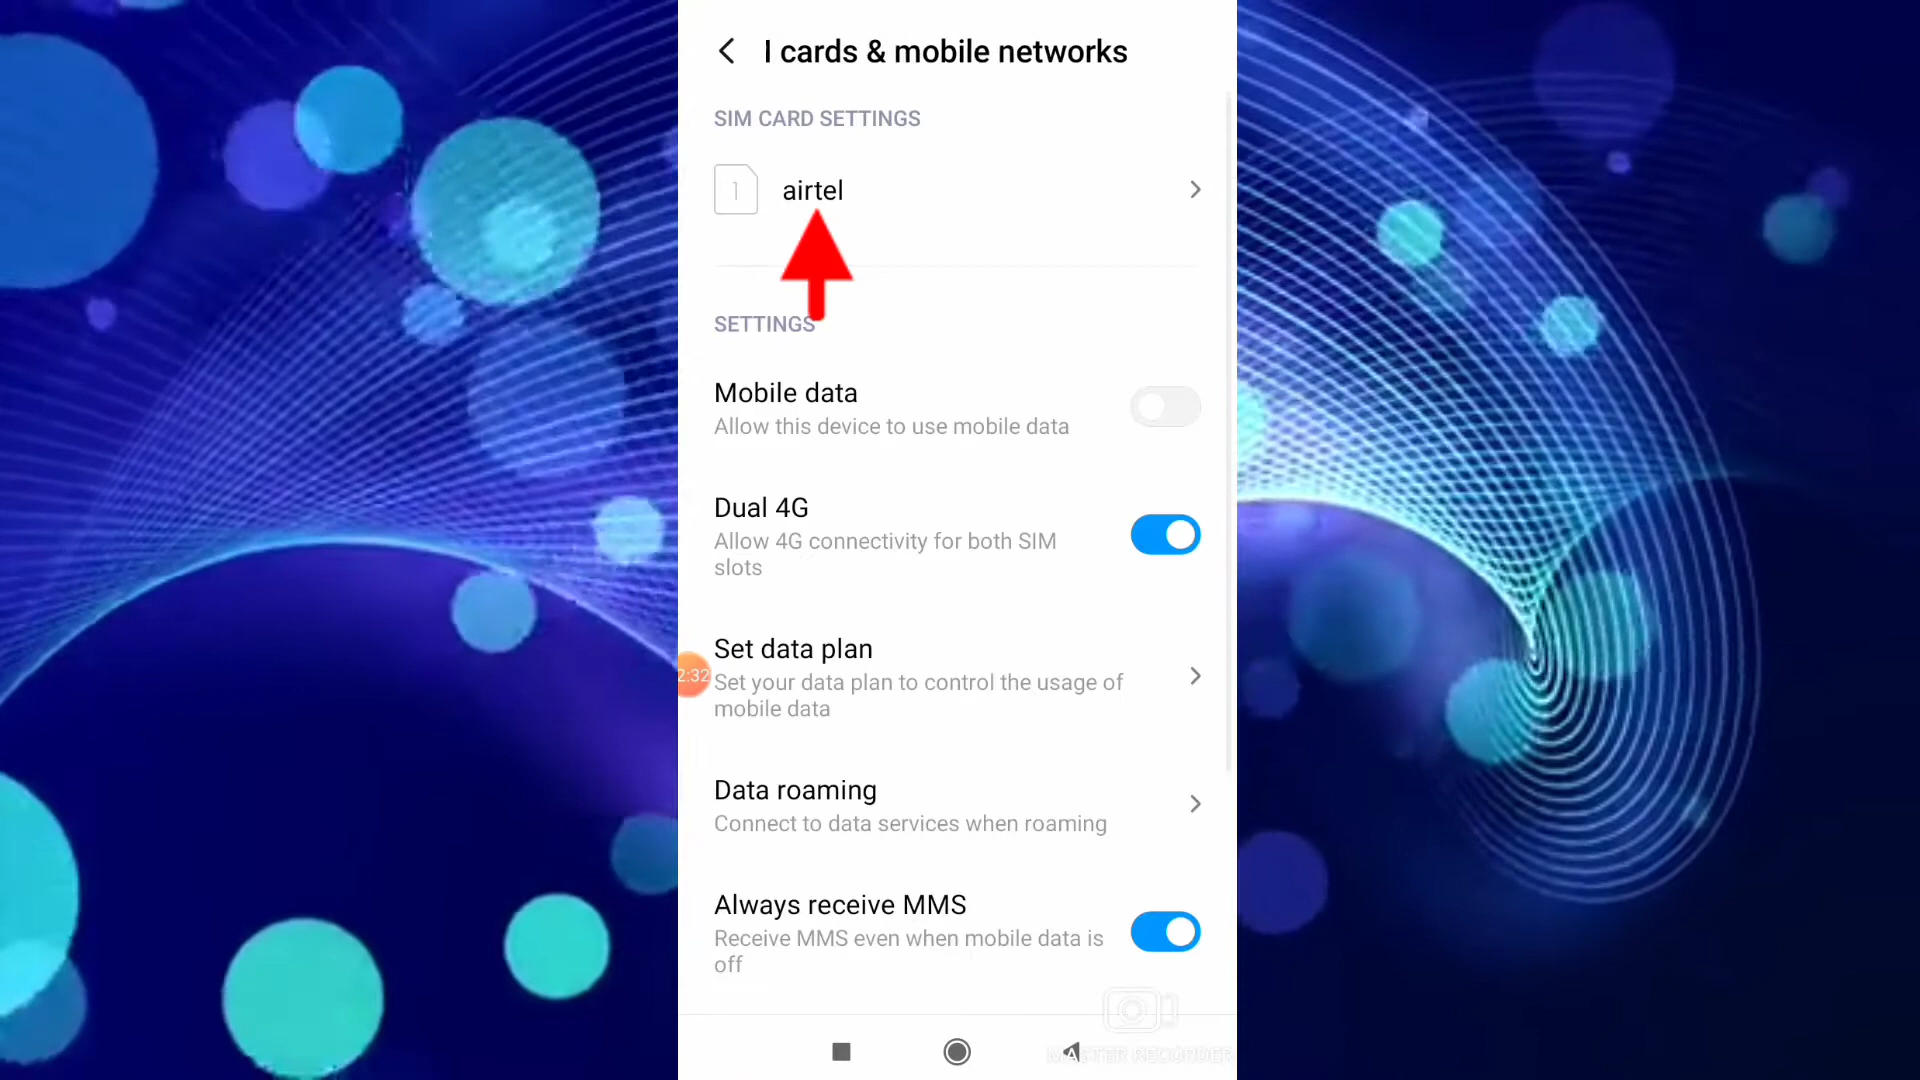 I cards & mobile networks
SIM CARD SETTINGS
1
airtel
SETTINGS
Mobile data
Allow this device to use mobile data
Dual 4G
Allow 4G connectivity for both SIM
slots
Set data plan
2:32
Set your data plan to control the usage of
mobile data
Data roaming
Connect to data services when roaming
Always receive MMS
Receive MMS even when mobile data is
off
MASTER RECORDER